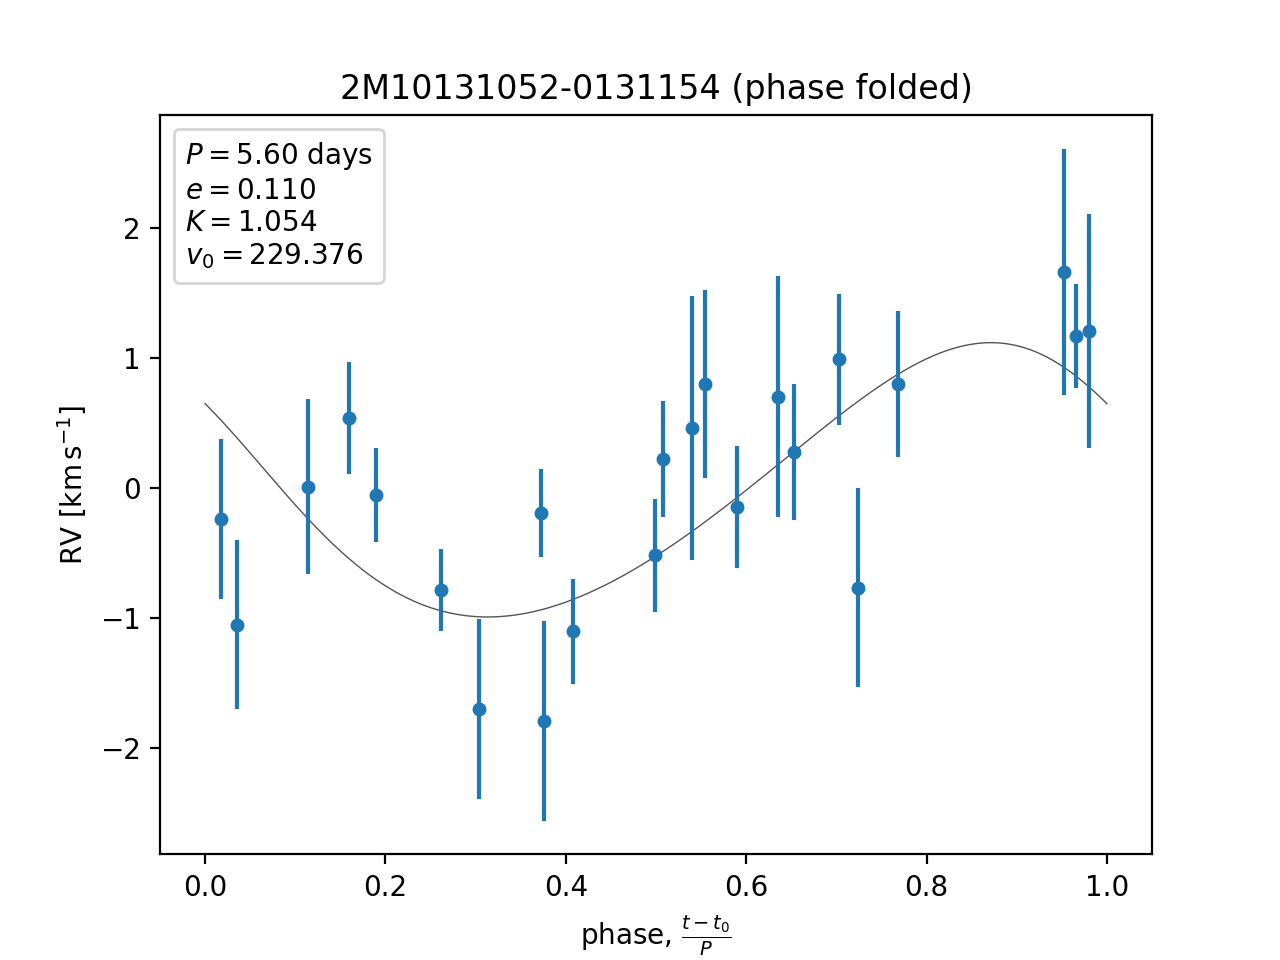 2M10131052-0131154 (phase folded)
P = 5.60 days
e = 0.110
K = 1.054
v₀ = 229.376
RV [km s⁻¹]
2
1
0
−1
−2
0.0 0.2 0.4 0.6 0.8 1.0
phase, (t − t₀)/P